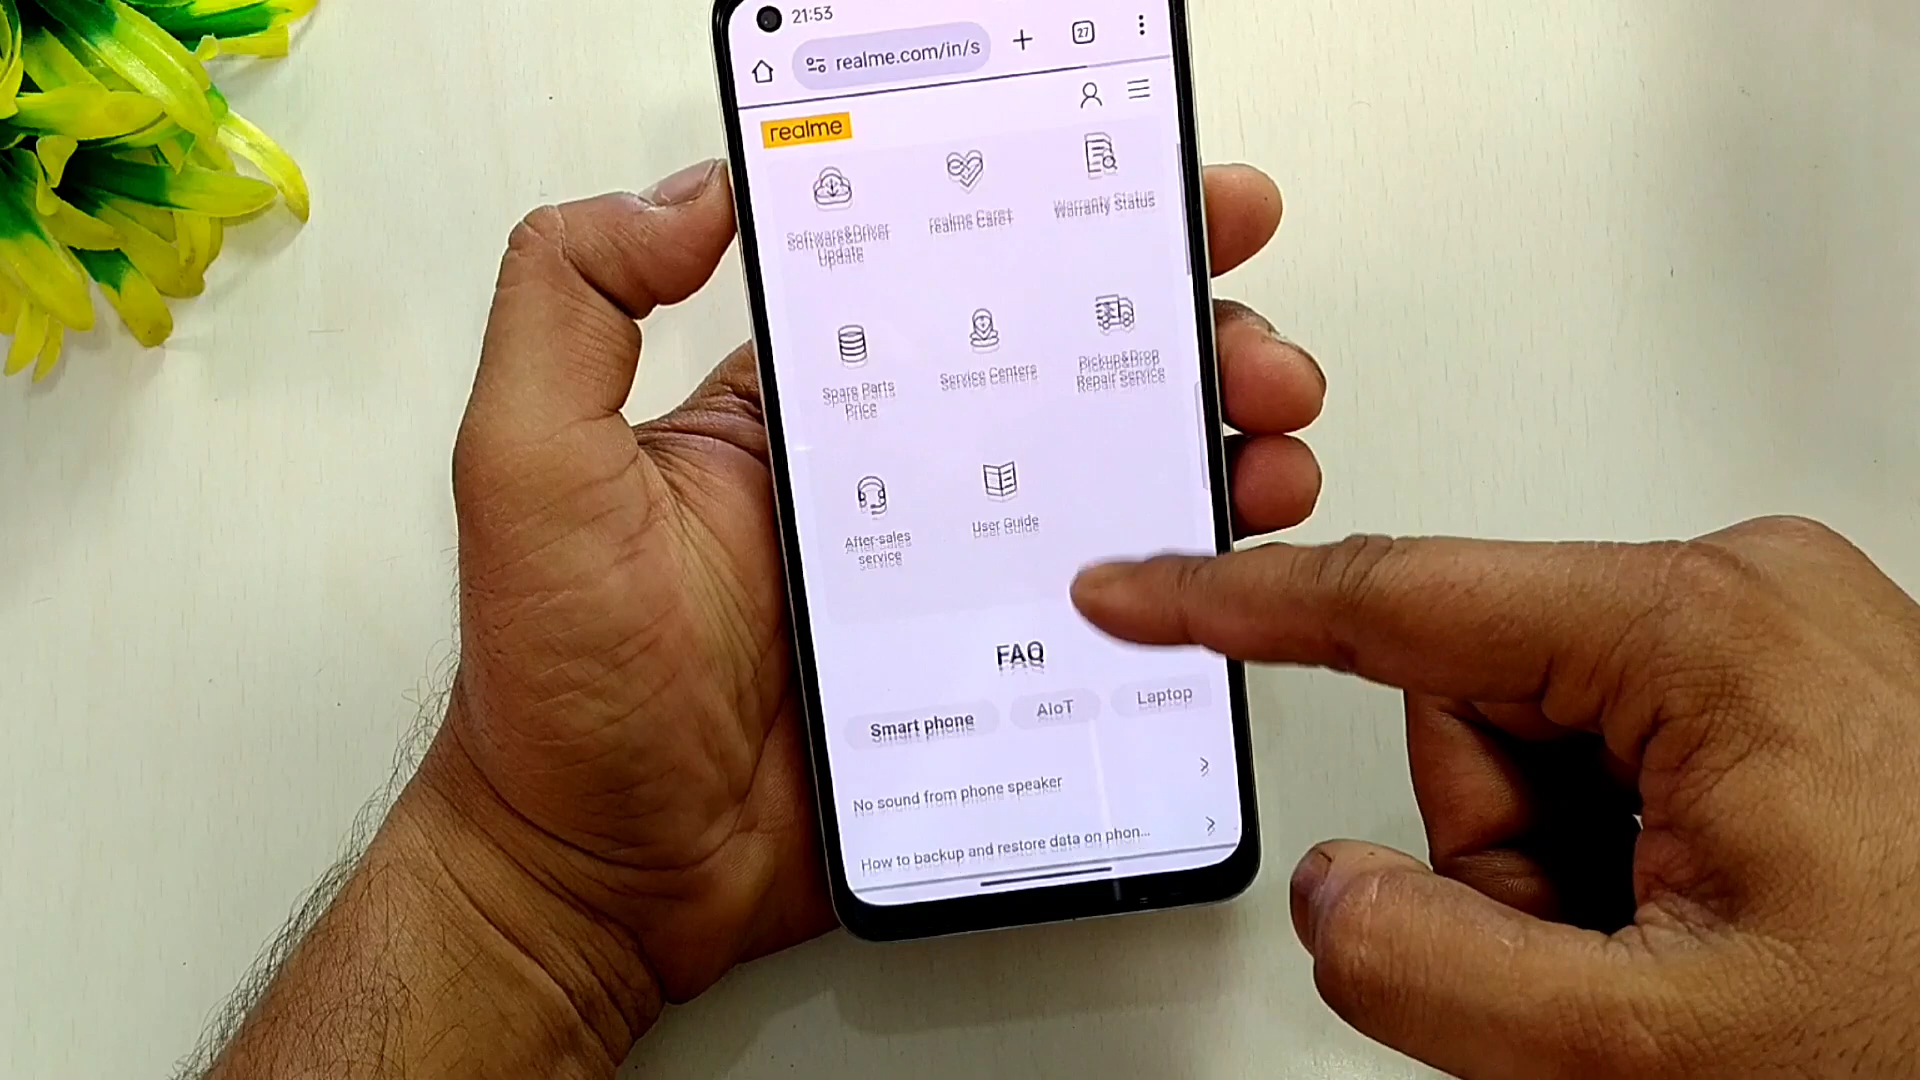 21:53
realme.com/in/s
27
realme
Software&Driver
Update
realme Care+
Warranty Status
Spare Parts
Price
Service Centers
Pickup&Drop
Repair Service
After-sales
service
User Guide
FAQ
Smart phone
AIoT
Laptop
No sound from phone speaker
How to backup and restore data on phon...